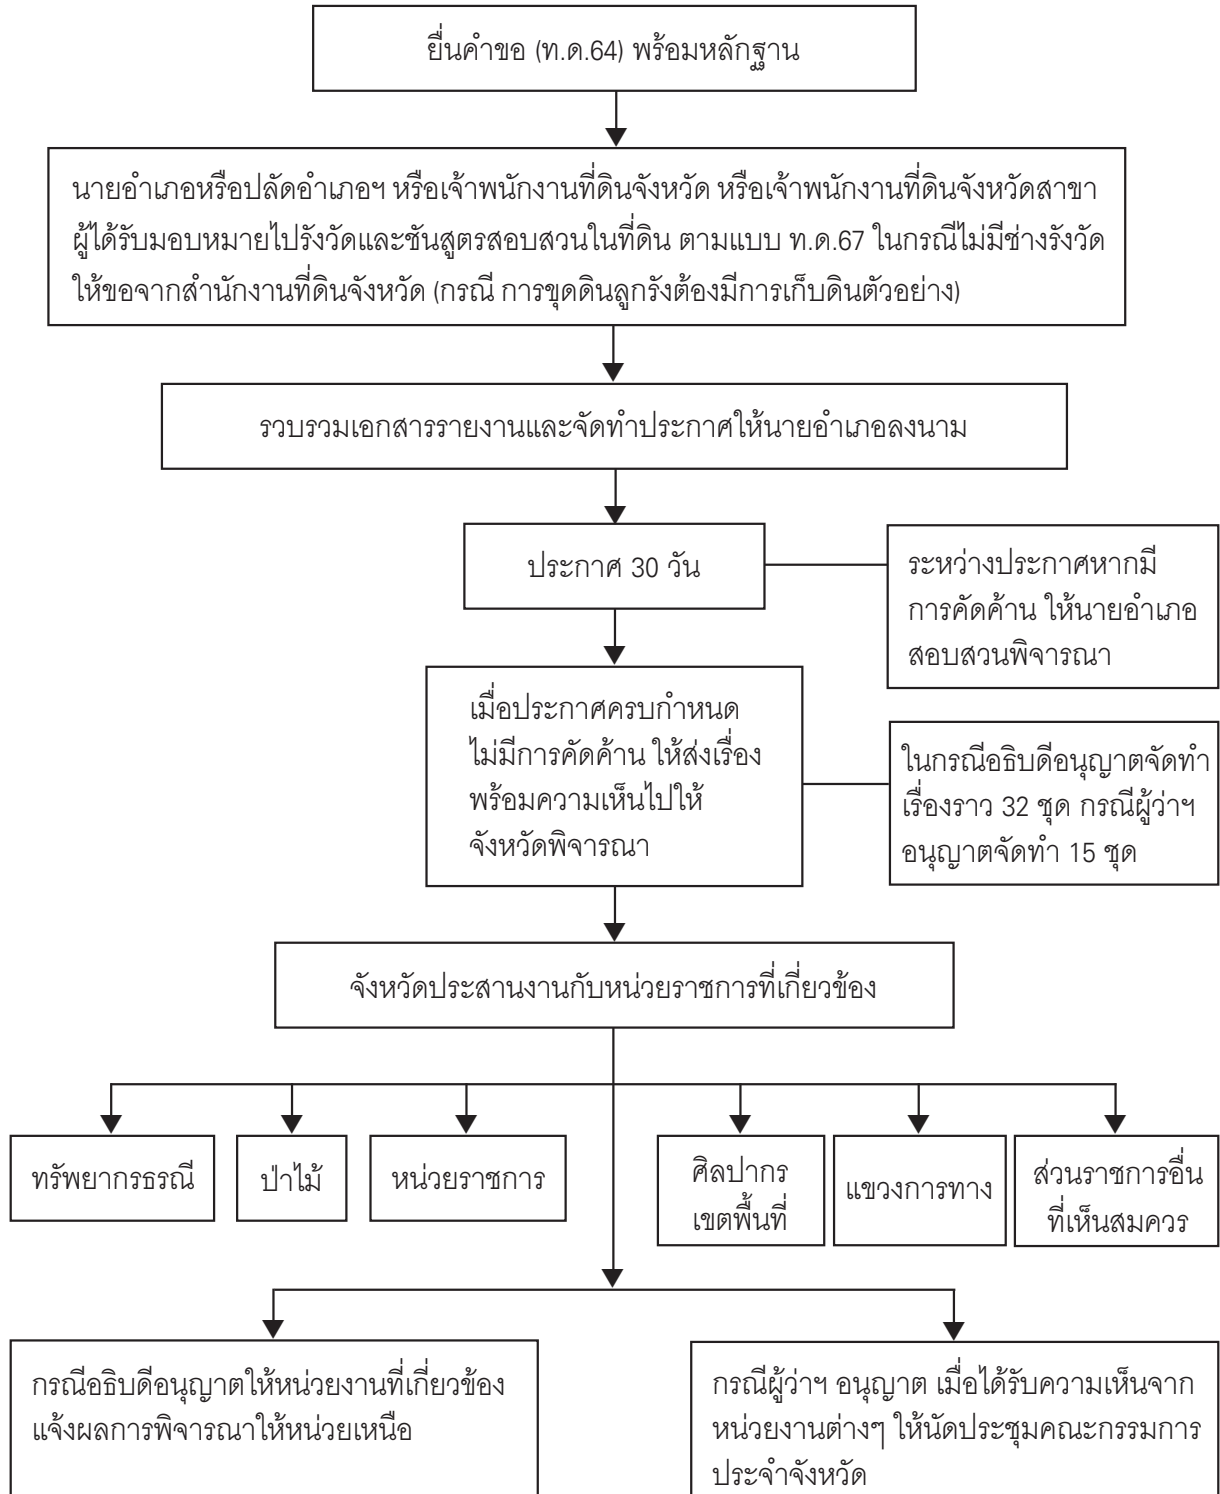 ยื่นคำขอ (ท.ด.64) พร้อมหลักฐาน
นายอำเภอหรือปลัดอำเภอฯ หรือเจ้าพนักงานที่ดินจังหวัด หรือเจ้าพนักงานที่ดินจังหวัดสาขา
ผู้ได้รับมอบหมายไปรังวัดและชันสูตรสอบสวนในที่ดิน ตามแบบ ท.ด.67 ในกรณีไม่มีช่างรังวัด
ให้ขอจากสำนักงานที่ดินจังหวัด (กรณี การขุดดินลูกรังต้องมีการเก็บดินตัวอย่าง)
รวบรวมเอกสารรายงานและจัดทำประกาศให้นายอำเภอลงนาม
ประกาศ 30 วัน
ระหว่างประกาศหากมี
การคัดค้าน ให้นายอำเภอ
สอบสวนพิจารณา
เมื่อประกาศครบกำหนด
ไม่มีการคัดค้าน ให้ส่งเรื่อง
พร้อมความเห็นไปให้
จังหวัดพิจารณา
ในกรณีอธิบดีอนุญาตจัดทำ
เรื่องราว 32 ชุด กรณีผู้ว่าฯ
อนุญาตจัดทำ 15 ชุด
จังหวัดประสานงานกับหน่วยราชการที่เกี่ยวข้อง
ทรัพยากรธรณี
ป่าไม้
หน่วยราชการ
ศิลปากร
เขตพื้นที่
แขวงการทาง
ส่วนราชการอื่น
ที่เห็นสมควร
กรณีอธิบดีอนุญาตให้หน่วยงานที่เกี่ยวข้อง
แจ้งผลการพิจารณาให้หน่วยเหนือ
กรณีผู้ว่าฯ อนุญาต เมื่อได้รับความเห็นจาก
หน่วยงานต่างๆ ให้นัดประชุมคณะกรรมการ
ประจำจังหวัด